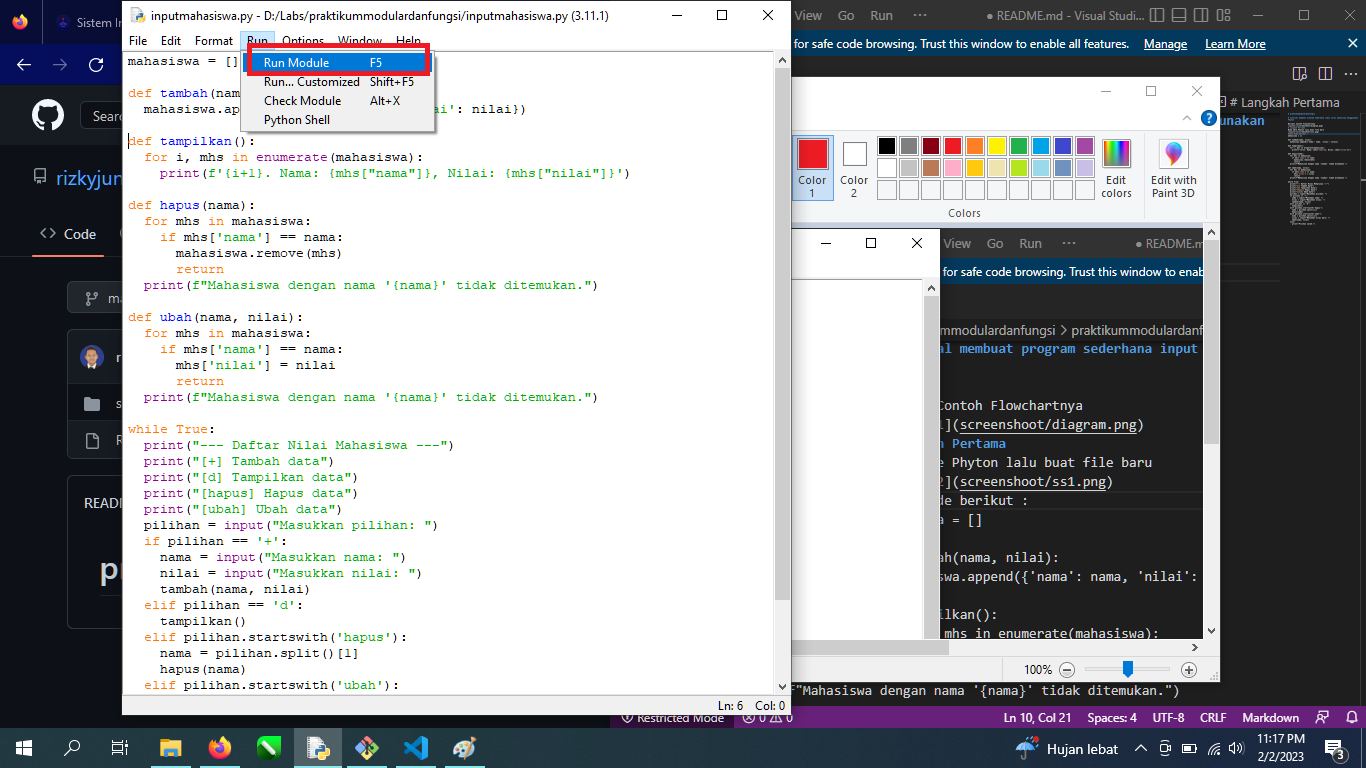 Sistem In
inputmahasiswa.py - D:/Labs/praktikummodulardanfungsi/inputmahasiswa.py (3.11.1)
File Edit Format Run Options Window Help
Run Module F5
Run... Customized Shift+F5
Check Module Alt+X
Python Shell
mahasiswa = []
def tambah(nam
mahasiswa.ap
ai': nilai})
def tampilkan():
for i, mhs in enumerate(mahasiswa):
print(f'{i+1}. Nama: {mhs["nama"]}, Nilai: {mhs["nilai"]}')
def hapus(nama):
for mhs in mahasiswa:
if mhs['nama'] == nama:
mahasiswa.remove(mhs)
return
print(f"Mahasiswa dengan nama '{nama}' tidak ditemukan.")
def ubah(nama, nilai):
for mhs in mahasiswa:
if mhs['nama'] == nama:
mhs['nilai'] = nilai
return
print(f"Mahasiswa dengan nama '{nama}' tidak ditemukan.")
while True:
print("--- Daftar Nilai Mahasiswa ---")
print("[+] Tambah data")
print("[d] Tampilkan data")
print("[hapus] Hapus data")
print("[ubah] Ubah data")
pilihan = input("Masukkan pilihan: ")
if pilihan == '+':
nama = input("Masukkan nama: ")
nilai = input("Masukkan nilai: ")
tambah(nama, nilai)
elif pilihan == 'd':
tampilkan()
elif pilihan.startswith('hapus'):
nama = pilihan.split()[1]
hapus(nama)
elif pilihan.startswith('ubah'):
Ln: 6 Col: 0
Sear
rizkyjun
Code
ma
r
s
R
READM
pr
View Go Run ··· ● README.md - Visual Studi...
for safe code browsing. Trust this window to enable all features. Manage Learn More
# Langkah Pertama
unakan
Color 1
Color 2
Edit colors
Edit with Paint 3D
Colors
View Go Run ··· ● README.m
for safe code browsing. Trust this window to enab
mmodulardanfungsi > praktikummodulardanf
al membuat program sederhana input
Contoh Flowchartnya
1](screenshoot/diagram.png)
h Pertama
e Phyton lalu buat file baru
2](screenshoot/ss1.png)
de berikut :
a = []
ah(nama, nilai):
swa.append({'nama': nama, 'nilai':
ilkan():
mhs in enumerate(mahasiswa):
100%
f"Mahasiswa dengan nama '{nama}' tidak ditemukan.")
Restricted Mode 0 0 Ln 10, Col 21 Spaces: 4 UTF-8 CRLF Markdown
Hujan lebat
11:17 PM
2/2/2023
3